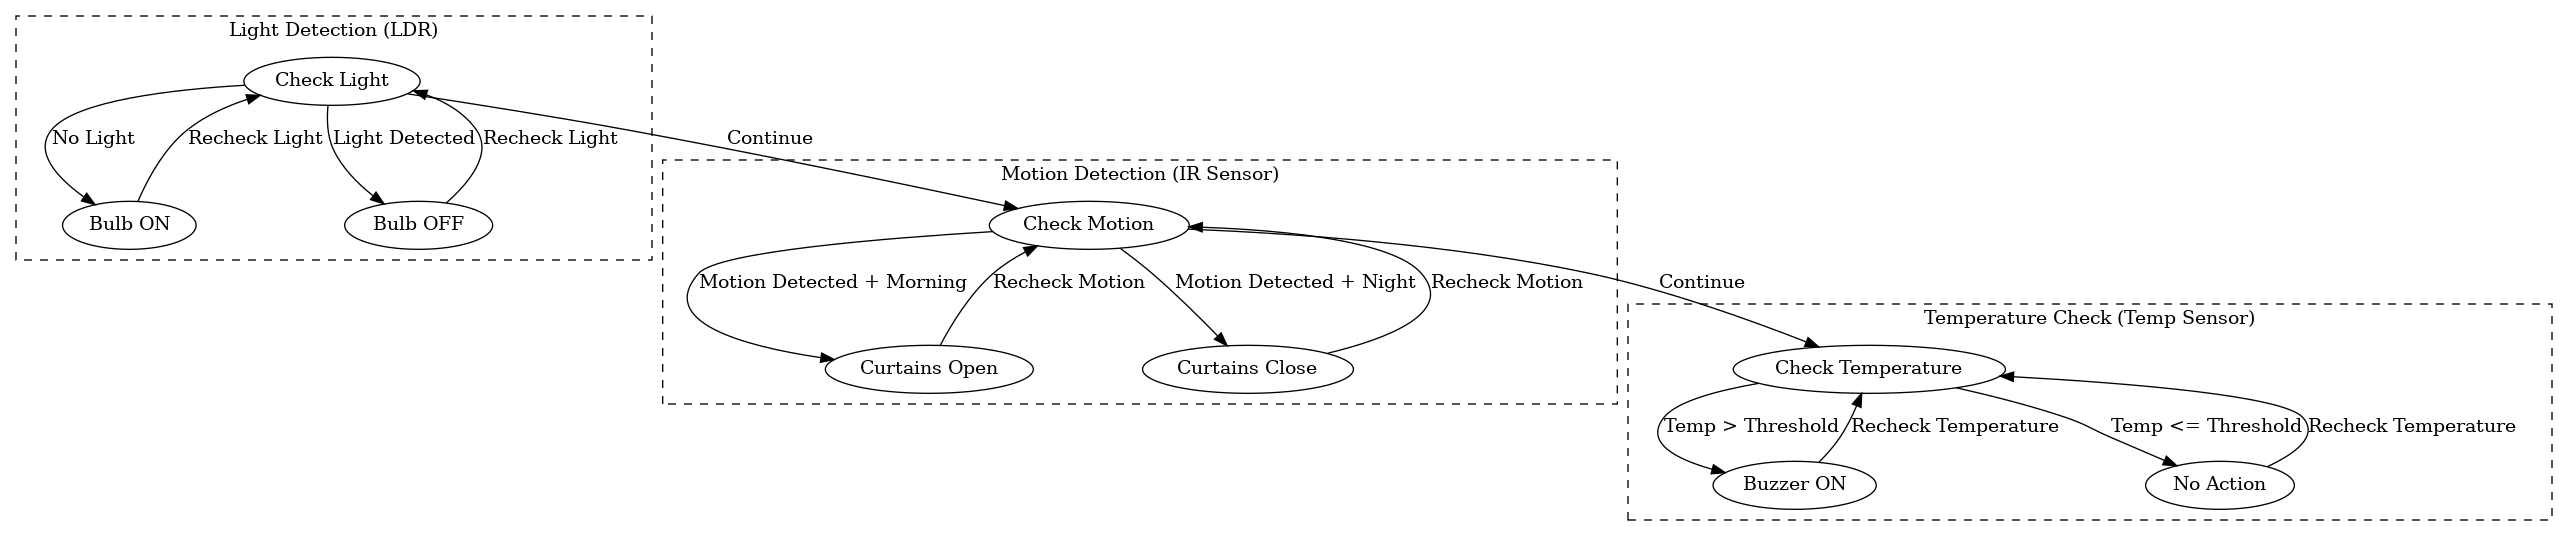 Light Detection (LDR)
Check Light
No Light
Recheck Light
Light Detected
Recheck Light
Continue
Bulb ON
Bulb OFF
Motion Detection (IR Sensor)
Check Motion
Motion Detected + Morning
Recheck Motion
Motion Detected + Night
Recheck Motion
Continue
Curtains Open
Curtains Close
Temperature Check (Temp Sensor)
Check Temperature
Temp > Threshold
Recheck Temperature
Temp <= Threshold
Recheck Temperature
Buzzer ON
No Action